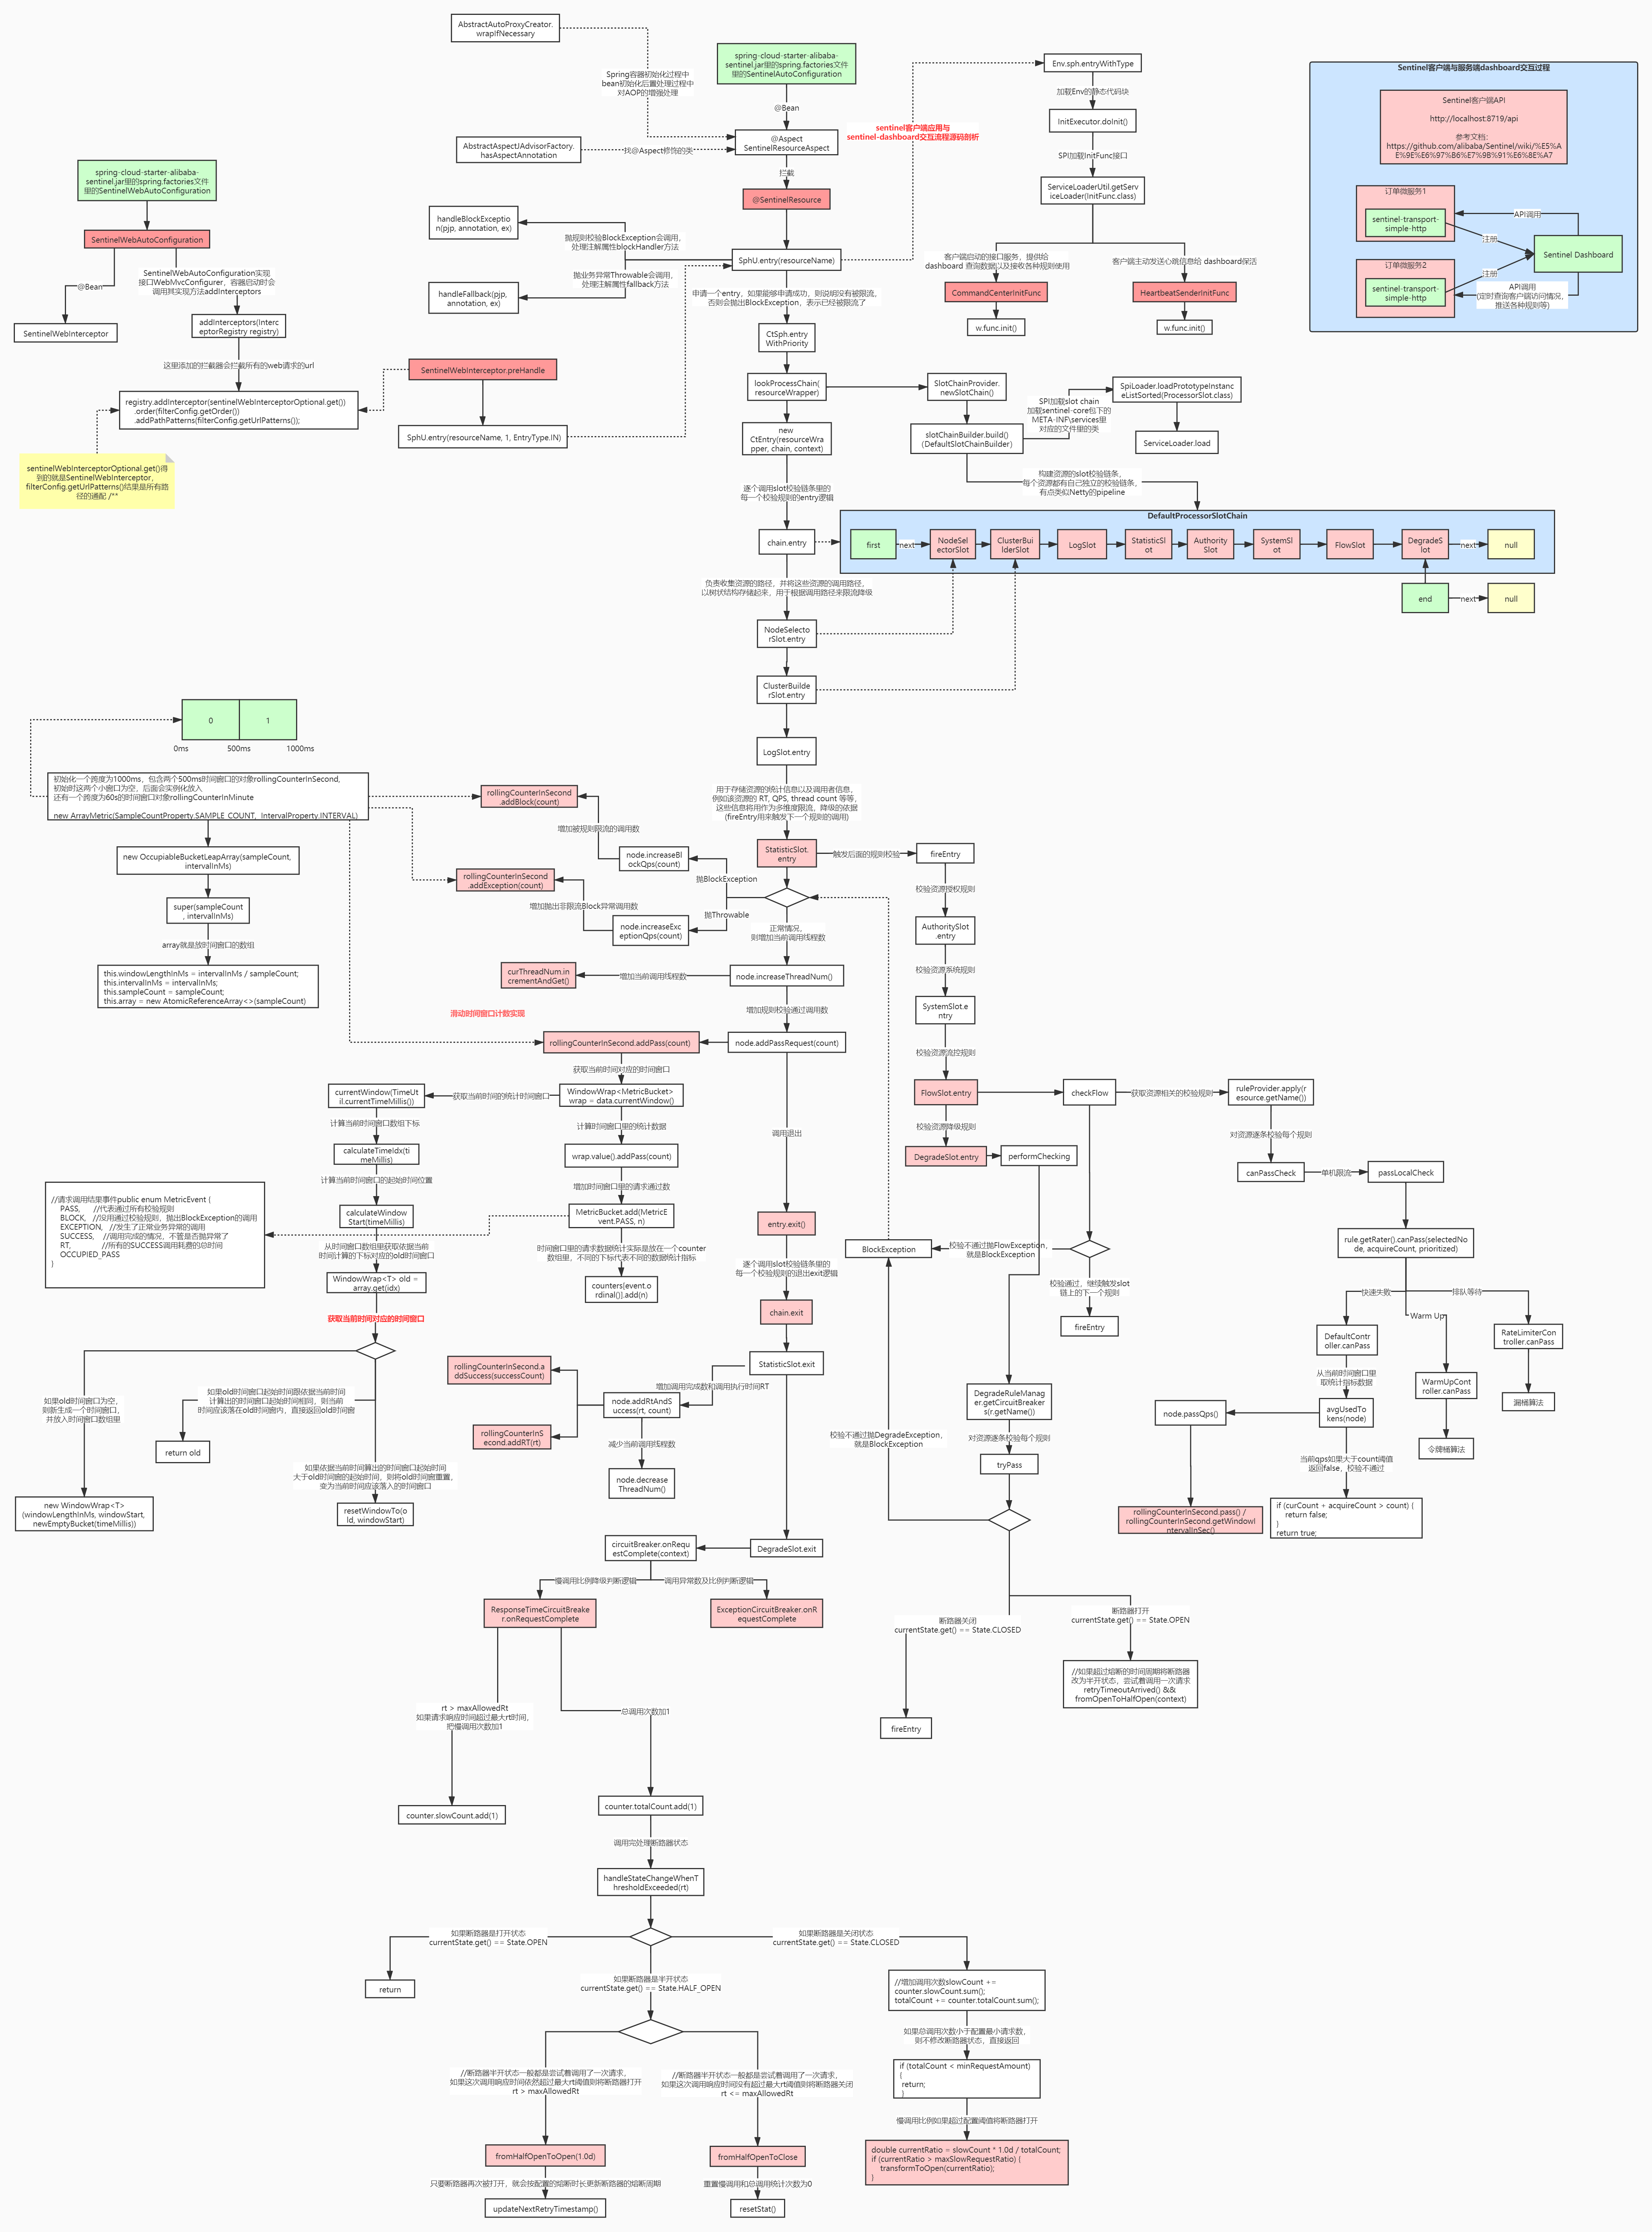 AbstractAutoProxyCreator.
wrapIfNecessary
Spring容器初始化过程中
bean初始化后置处理过程中
对AOP的增强处理
spring-cloud-starter-alibaba-
sentinel.jar里的spring.factories文件
里的SentinelAutoConfiguration
@Bean
@Aspect
SentinelResourceAspect
AbstractAspectJAdvisorFactory.
hasAspectAnnotation
找@Aspect修饰的类
拦截
@SentinelResource
sentinel客户端应用与
sentinel-dashboard交互流程源码剖析
Env.sph.entryWithType
加载Env的静态代码块
InitExecutor.doInit()
SPI加载InitFunc接口
ServiceLoaderUtil.getServ
iceLoader(InitFunc.class)
客户端启动的接口服务，提供给
dashboard 查询数据以及接收各种规则使用
客户端主动发送心跳信息给 dashboard保活
CommandCenterInitFunc
HeartbeatSenderInitFunc
w.func.init()
w.func.init()
Sentinel客户端与服务端dashboard交互过程
Sentinel客户端API
http://localhost:8719/api
参考文档：
https://github.com/alibaba/Sentinel/wiki/%E5%A
E%9E%E6%97%B6%E7%9B%91%E6%8E%A7
订单微服务1
sentinel-transport-
simple-http
API调用
注册
Sentinel Dashboard
订单微服务2
sentinel-transport-
simple-http
注册
API调用
(定时查询客户端访问情况，
推送各种规则等)
spring-cloud-starter-alibaba-
sentinel.jar里的spring.factories文件
里的SentinelWebAutoConfiguration
SentinelWebAutoConfiguration
@Bean
SentinelWebInterceptor
SentinelWebAutoConfiguration实现
接口WebMvcConfigurer，容器启动时会
调用其实现方法addInterceptors
addInterceptors(Interc
eptorRegistry registry)
这里添加的拦截器会拦截所有的web请求的url
registry.addInterceptor(sentinelWebInterceptorOptional.get())
.order(filterConfig.getOrder())
.addPathPatterns(filterConfig.getUrlPatterns());
sentinelWebInterceptorOptional.get()得
到的就是SentinelWebInterceptor，
filterConfig.getUrlPatterns()结果是所有路
径的通配 /**
handleBlockExceptio
n(pjp, annotation, ex)
抛规则校验BlockException会调用，
处理注解属性blockHandler方法
抛业务异常Throwable会调用，
处理注解属性fallback方法
handleFallback(pjp,
annotation, ex)
SphU.entry(resourceName)
申请一个entry，如果能够申请成功，则说明没有被限流，
否则会抛出BlockException，表示已经被限流了
SentinelWebInterceptor.preHandle
SphU.entry(resourceName, 1, EntryType.IN)
CtSph.entry
WithPriority
lookProcessChain(
resourceWrapper)
SlotChainProvider.
newSlotChain()
slotChainBuilder.build()
(DefaultSlotChainBuilder)
SPI加载slot chain
加载sentinel-core包下的
META-INF\services里
对应的文件里的类
SpiLoader.loadPrototypeInstanc
eListSorted(ProcessorSlot.class)
ServiceLoader.load
new
CtEntry(resourceWra
pper, chain, context)
构建资源的slot校验链条，
每个资源都有自己独立的校验链条，
有点类似Netty的pipeline
逐个调用slot校验链条里的
每一个校验规则的entry逻辑
chain.entry
DefaultProcessorSlotChain
first
next
NodeSel
ectorSlot
ClusterBui
lderSlot
LogSlot
StatisticSl
ot
Authority
Slot
SystemSl
ot
FlowSlot
DegradeS
lot
next
null
end
next
null
负责收集资源的路径，并将这些资源的调用路径，
以树状结构存储起来，用于根据调用路径来限流降级
NodeSelecto
rSlot.entry
ClusterBuilde
rSlot.entry
LogSlot.entry
用于存储资源的统计信息以及调用者信息，
例如该资源的 RT, QPS, thread count 等等，
这些信息将用作为多维度限流，降级的依据
(fireEntry用来触发下一个规则的调用)
0
1
0ms
500ms
1000ms
初始化一个跨度为1000ms，包含两个500ms时间窗口的对象rollingCounterInSecond,
初始时这两个小窗口为空，后面会实例化放入
还有一个跨度为60s的时间窗口对象rollingCounterInMinute
new ArrayMetric(SampleCountProperty.SAMPLE_COUNT, IntervalProperty.INTERVAL)
new OccupiableBucketLeapArray(sampleCount,
intervalInMs)
super(sampleCount
, intervalInMs)
array就是放时间窗口的数组
this.windowLengthInMs = intervalInMs / sampleCount;
this.intervalInMs = intervalInMs;
this.sampleCount = sampleCount;
this.array = new AtomicReferenceArray<>(sampleCount)
rollingCounterInSecond
.addBlock(count)
增加被规则限流的调用数
node.increaseBl
ockQps(count)
抛BlockException
rollingCounterInSecond
.addException(count)
增加抛出非限流Block异常调用数
node.increaseExc
eptionQps(count)
抛Throwable
StatisticSlot.
entry
触发后面的规则校验
fireEntry
正常情况，
则增加当前调用线程数
curThreadNum.in
crementAndGet()
增加当前调用线程数
node.increaseThreadNum()
增加规则校验通过调用数
滑动时间窗口计数实现
rollingCounterInSecond.addPass(count)
node.addPassRequest(count)
获取当前时间对应的时间窗口
WindowWrap<MetricBucket>
wrap = data.currentWindow()
获取当前时间的统计时间窗口
currentWindow(TimeUt
il.currentTimeMillis())
计算当前时间窗口数组下标
calculateTimeIdx(ti
meMillis)
计算当前时间窗口的起始时间位置
calculateWindow
Start(timeMillis)
从时间窗口数组里获取依据当前
时间计算的下标对应的old时间窗口
WindowWrap<T> old =
array.get(idx)
计算时间窗口里的统计数据
wrap.value().addPass(count)
增加时间窗口里的请求通过数
MetricBucket.add(MetricE
vent.PASS, n)
时间窗口里的请求数据统计实际是放在一个counter
数组里，不同的下标代表不同的数据统计指标
counters[event.o
rdinal()].add(n)
//请求调用结果事件public enum MetricEvent {
PASS, //代表通过所有校验规则
BLOCK, //没用通过校验规则，抛出BlockException的调用
EXCEPTION, //发生了正常业务异常的调用
SUCCESS, //调用完成的情况，不管是否抛异常了
RT, //所有的SUCCESS调用耗费的总时间
OCCUPIED_PASS
}
获取当前时间对应的时间窗口
如果old时间窗口为空，
则新生成一个时间窗口，
并放入时间窗口数组里
new WindowWrap<T>
(windowLengthInMs, windowStart,
newEmptyBucket(timeMillis))
如果old时间窗口起始时间跟依据当前时间
计算出的时间窗口起始时间相同，则当前
时间应该落在old时间窗内，直接返回old时间窗
return old
如果依据当前时间算出的时间窗口起始时间
大于old时间窗的起始时间，则将old时间窗重置，
变为当前时间应该落入的时间窗口
resetWindowTo(o
ld, windowStart)
调用退出
entry.exit()
逐个调用slot校验链条里的
每一个校验规则的退出exit逻辑
chain.exit
StatisticSlot.exit
增加调用完成数和调用执行时间RT
node.addRtAndS
uccess(rt, count)
rollingCounterInSecond.a
ddSuccess(successCount)
rollingCounterInS
econd.addRT(rt)
减少当前调用线程数
node.decrease
ThreadNum()
校验资源授权规则
AuthoritySlot
.entry
校验资源系统规则
SystemSlot.e
ntry
校验资源流控规则
FlowSlot.entry
校验资源降级规则
DegradeSlot.entry
performChecking
checkFlow
获取资源相关的校验规则
ruleProvider.apply(r
esource.getName())
对资源逐条校验每个规则
canPassCheck
单机限流
passLocalCheck
rule.getRater().canPass(selectedNo
de, acquireCount, prioritized)
快速失败
Warm Up
排队等待
DefaultContr
oller.canPass
WarmUpCont
roller.canPass
RateLimiterCon
troller.canPass
令牌桶算法
漏桶算法
从当前时间窗口里
取统计指标数据
avgUsedTo
kens(node)
node.passQps()
rollingCounterInSecond.pass() /
rollingCounterInSecond.getWindowI
ntervalInSec()
当前qps如果大于count阈值
返回false，校验不通过
if (curCount + acquireCount > count) {
return false;
}
return true;
BlockException
校验不通过抛FlowException，
就是BlockException
校验通过，继续触发slot
链上的下一个规则
fireEntry
DegradeRuleManag
er.getCircuitBreaker
s(r.getName())
对资源逐条校验每个规则
tryPass
校验不通过抛DegradeException，
就是BlockException
断路器关闭
currentState.get() == State.CLOSED
fireEntry
断路器打开
currentState.get() == State.OPEN
//如果超过熔断的时间周期将断路器
改为半开状态，尝试着调用一次请求
retryTimeoutArrived() &&
fromOpenToHalfOpen(context)
DegradeSlot.exit
circuitBreaker.onRequ
estComplete(context)
慢调用比例降级判断逻辑
调用异常数及比例判断逻辑
ResponseTimeCircuitBreake
r.onRequestComplete
ExceptionCircuitBreaker.onR
equestComplete
rt > maxAllowedRt
如果请求响应时间超过最大rt时间，
把慢调用次数加1
counter.slowCount.add(1)
总调用次数加1
counter.totalCount.add(1)
调用完处理断路器状态
handleStateChangeWhenT
hresholdExceeded(rt)
如果断路器是打开状态
currentState.get() == State.OPEN
return
如果断路器是半开状态
currentState.get() == State.HALF_OPEN
如果断路器是关闭状态
currentState.get() == State.CLOSED
//增加调用次数slowCount +=
counter.slowCount.sum();
totalCount += counter.totalCount.sum();
如果总调用次数小于配置最小请求数，
则不修改断路器状态，直接返回
if (totalCount < minRequestAmount)
{
return;
}
慢调用比例如果超过配置阈值将断路器打开
double currentRatio = slowCount * 1.0d / totalCount;
if (currentRatio > maxSlowRequestRatio) {
transformToOpen(currentRatio);
}
//断路器半开状态一般都是尝试着调用了一次请求，
如果这次调用响应时间依然超过最大rt阈值则将断路器打开
rt > maxAllowedRt
//断路器半开状态一般都是尝试着调用了一次请求，
如果这次调用响应时间没有超过最大rt阈值则将断路器关闭
rt <= maxAllowedRt
fromHalfOpenToOpen(1.0d)
只要断路器再次被打开，就会按配置的熔断时长更新断路器的熔断周期
updateNextRetryTimestamp()
fromHalfOpenToClose
重置慢调用和总调用统计次数为0
resetStat()